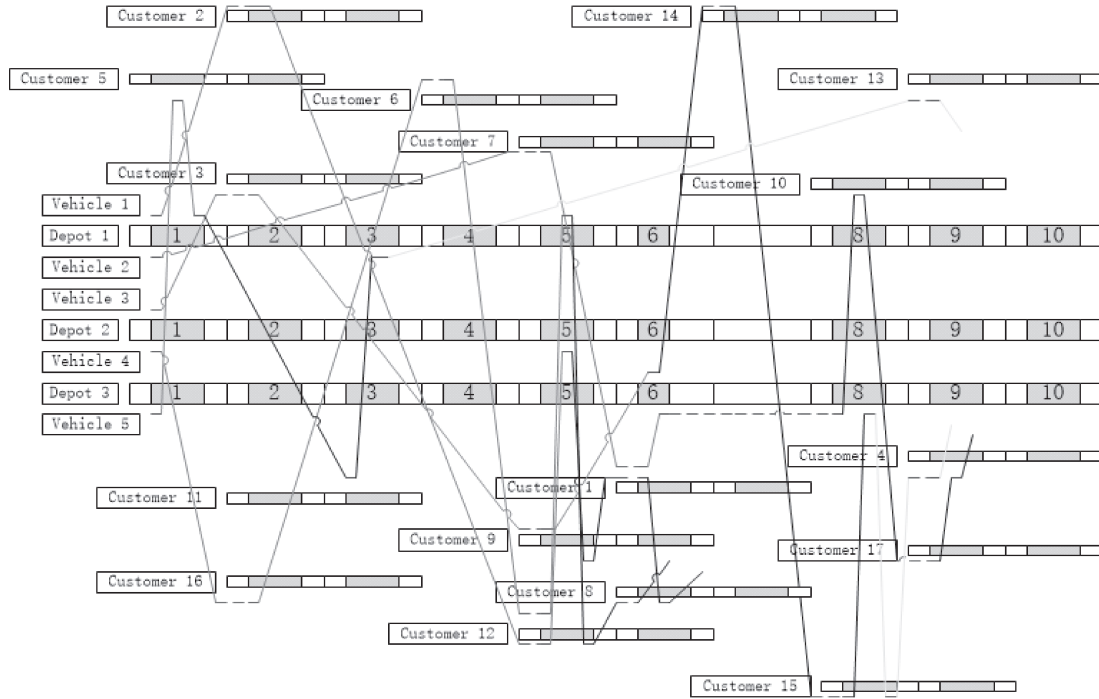 Customer 2
Customer 14
Customer 5
Customer 13
Customer 6
Customer 7
Customer 3
Customer 10
Vehicle 1
Depot 1 1 2 3 4 5 6 8 9 10
Vehicle 2
Vehicle 3
Depot 2 1 2 3 4 5 6 8 9 10
Vehicle 4
Depot 3 1 2 3 4 5 6 8 9 10
Vehicle 5
Customer 4
Customer 1
Customer 11
Customer 9
Customer 17
Customer 16
Customer 8
Customer 12
Customer 15